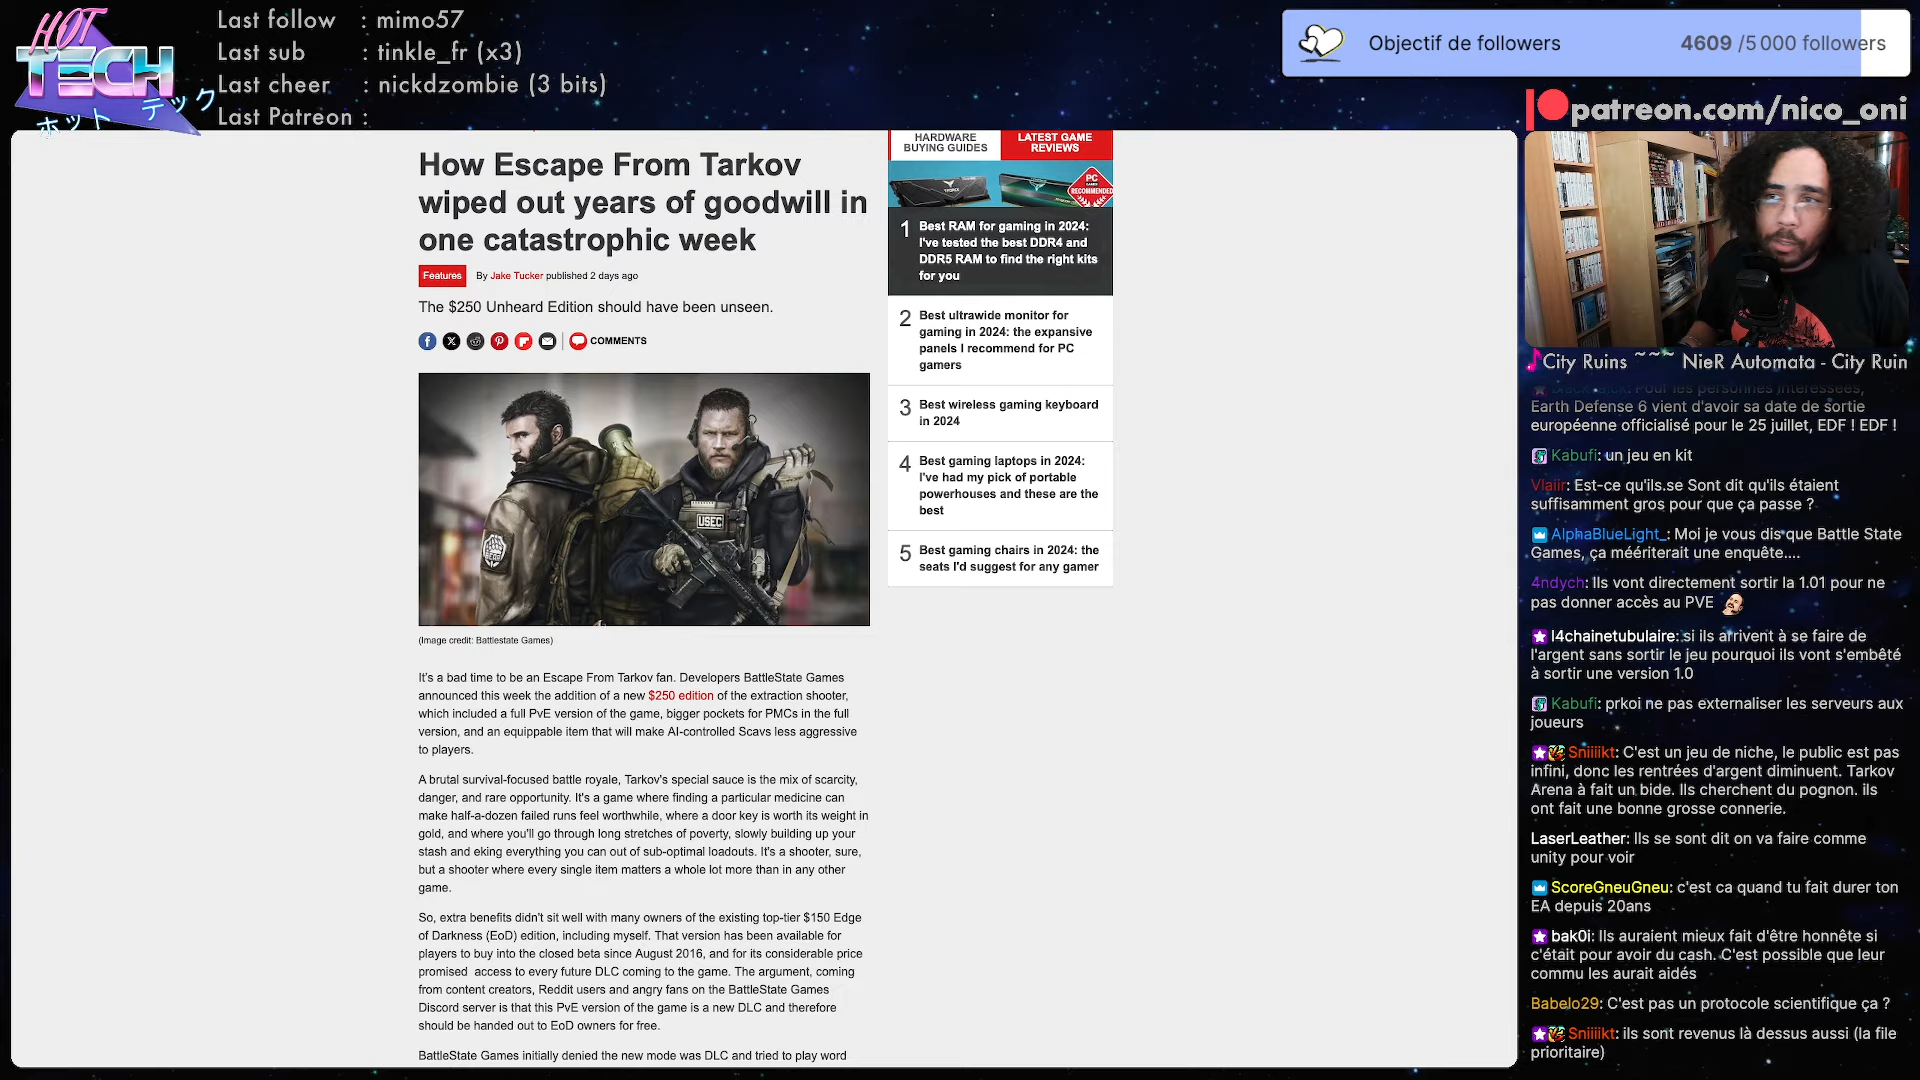 HOT
TECH
ホット テック
Last follow : mimo57
Last sub : tinkle_fr (x3)
Last cheer : nickdzombie (3 bits)
Last Patreon :
Objectif de followers 4609 /5 000 followers
patreon.com/nico_oni
How Escape From Tarkov
wiped out years of goodwill in
one catastrophic week
Features By Jake Tucker published 2 days ago
The $250 Unheard Edition should have been unseen.
COMMENTS
USEC
BEAR
(Image credit: Battlestate Games)
It's a bad time to be an Escape From Tarkov fan. Developers BattleState Games
announced this week the addition of a new $250 edition of the extraction shooter,
which included a full PvE version of the game, bigger pockets for PMCs in the full
version, and an equippable item that will make AI-controlled Scavs less aggressive
to players.
A brutal survival-focused battle royale, Tarkov's special sauce is the mix of scarcity,
danger, and rare opportunity. It's a game where finding a particular medicine can
make half-a-dozen failed runs feel worthwhile, where a door key is worth its weight in
gold, and where you'll go through long stretches of poverty, slowly building up your
stash and eking everything you can out of sub-optimal loadouts. It's a shooter, sure,
but a shooter where every single item matters a whole lot more than in any other
game.
So, extra benefits didn't sit well with many owners of the existing top-tier $150 Edge
of Darkness (EoD) edition, including myself. That version has been available for
players to buy into the closed beta since August 2016, and for its considerable price
promised access to every future DLC coming to the game. The argument, coming
from content creators, Reddit users and angry fans on the BattleState Games
Discord server is that this PvE version of the game is a new DLC and therefore
should be handed out to EoD owners for free.
BattleState Games initially denied the new mode was DLC and tried to play word
HARDWARE
BUYING GUIDES
LATEST GAME
REVIEWS
PC
GAMER
RECOMMENDED
1 Best RAM for gaming in 2024:
I've tested the best DDR4 and
DDR5 RAM to find the right kits
for you
2 Best ultrawide monitor for
gaming in 2024: the expansive
panels I recommend for PC
gamers
3 Best wireless gaming keyboard
in 2024
4 Best gaming laptops in 2024:
I've had my pick of portable
powerhouses and these are the
best
5 Best gaming chairs in 2024: the
seats I'd suggest for any gamer
City Ruins ~~~ NieR Automata - City Ruin
Pour les personnes intéressées,
Earth Defense 6 vient d'avoir sa date de sortie
européenne officialisé pour le 25 juillet, EDF ! EDF !
Kabufi: un jeu en kit
Vlaiir: Est-ce qu'ils.se Sont dit qu'ils étaient
suffisamment gros pour que ça passe ?
AlphaBlueLight_: Moi je vous dis que Battle State
Games, ça méériterait une enquête....
4ndych: Ils vont directement sortir la 1.01 pour ne
pas donner accès au PVE
l4chainetubulaire: si ils arrivent à se faire de
l'argent sans sortir le jeu pourquoi ils vont s'embêté
à sortir une version 1.0
Kabufi: prkoi ne pas externaliser les serveurs aux
joueurs
Sniiiikt: C'est un jeu de niche, le public est pas
infini, donc les rentrées d'argent diminuent. Tarkov
Arena à fait un bide. Ils cherchent du pognon. ils
ont fait une bonne grosse connerie.
LaserLeather: Ils se sont dit on va faire comme
unity pour voir
ScoreGneuGneu: c'est ca quand tu fait durer ton
EA depuis 20ans
bak0i: Ils auraient mieux fait d'être honnête si
c'était pour avoir du cash. C'est possible que leur
commu les aurait aidés
Babelo29: C'est pas un protocole scientifique ça ?
Sniiiikt: ils sont revenus là dessus aussi (la file
prioritaire)